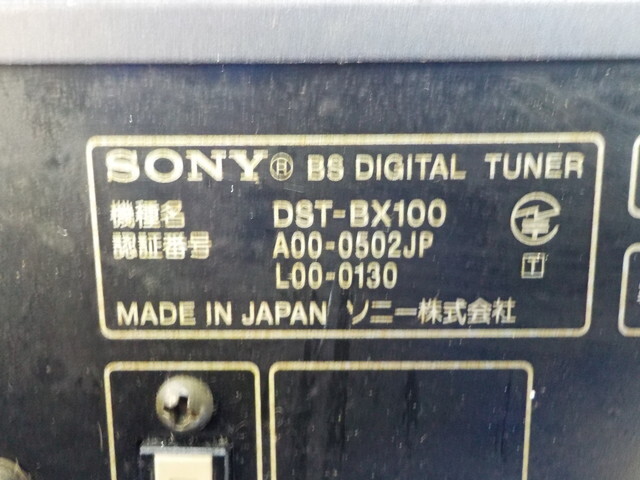 SONY® BS DIGITAL TUNER
機種名 DST-BX100
認証番号 A00-0502JP
L00-0130
T
MADE IN JAPAN ソニー株式会社